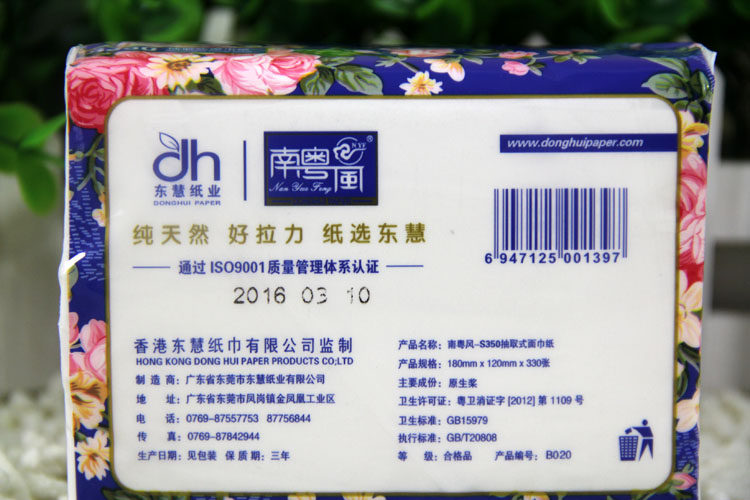 dh
东慧纸业
DONGHUI PAPER
南粤风®
NYF
Nan Yue Feng
www.donghuipaper.com
纯天然 好拉力 纸选东慧
通过 ISO9001质量管理体系认证
2016 03 10
6 947125 001397
香港东慧纸巾有限公司监制
HONG KONG DONG HUI PAPER PRODUCTS CO;LTD
制 造 商：广东省东莞市东慧纸业有限公司
地 址：广东省东莞市凤岗镇金凤凰工业区
电 话：0769-87557753 87756844
传 真：0769-87842944
生产日期：见包装 保 质 期：三年
产品名称：南粤风-S350抽取式面巾纸
产品规格：180mm x 120mm x 330张
主要成份：原生桨
卫生许可证：粤卫消证字 [2012] 第 1109 号
卫生标准：GB15979
执行标准：GB/T20808
等 级：合格品 产品编号：B020